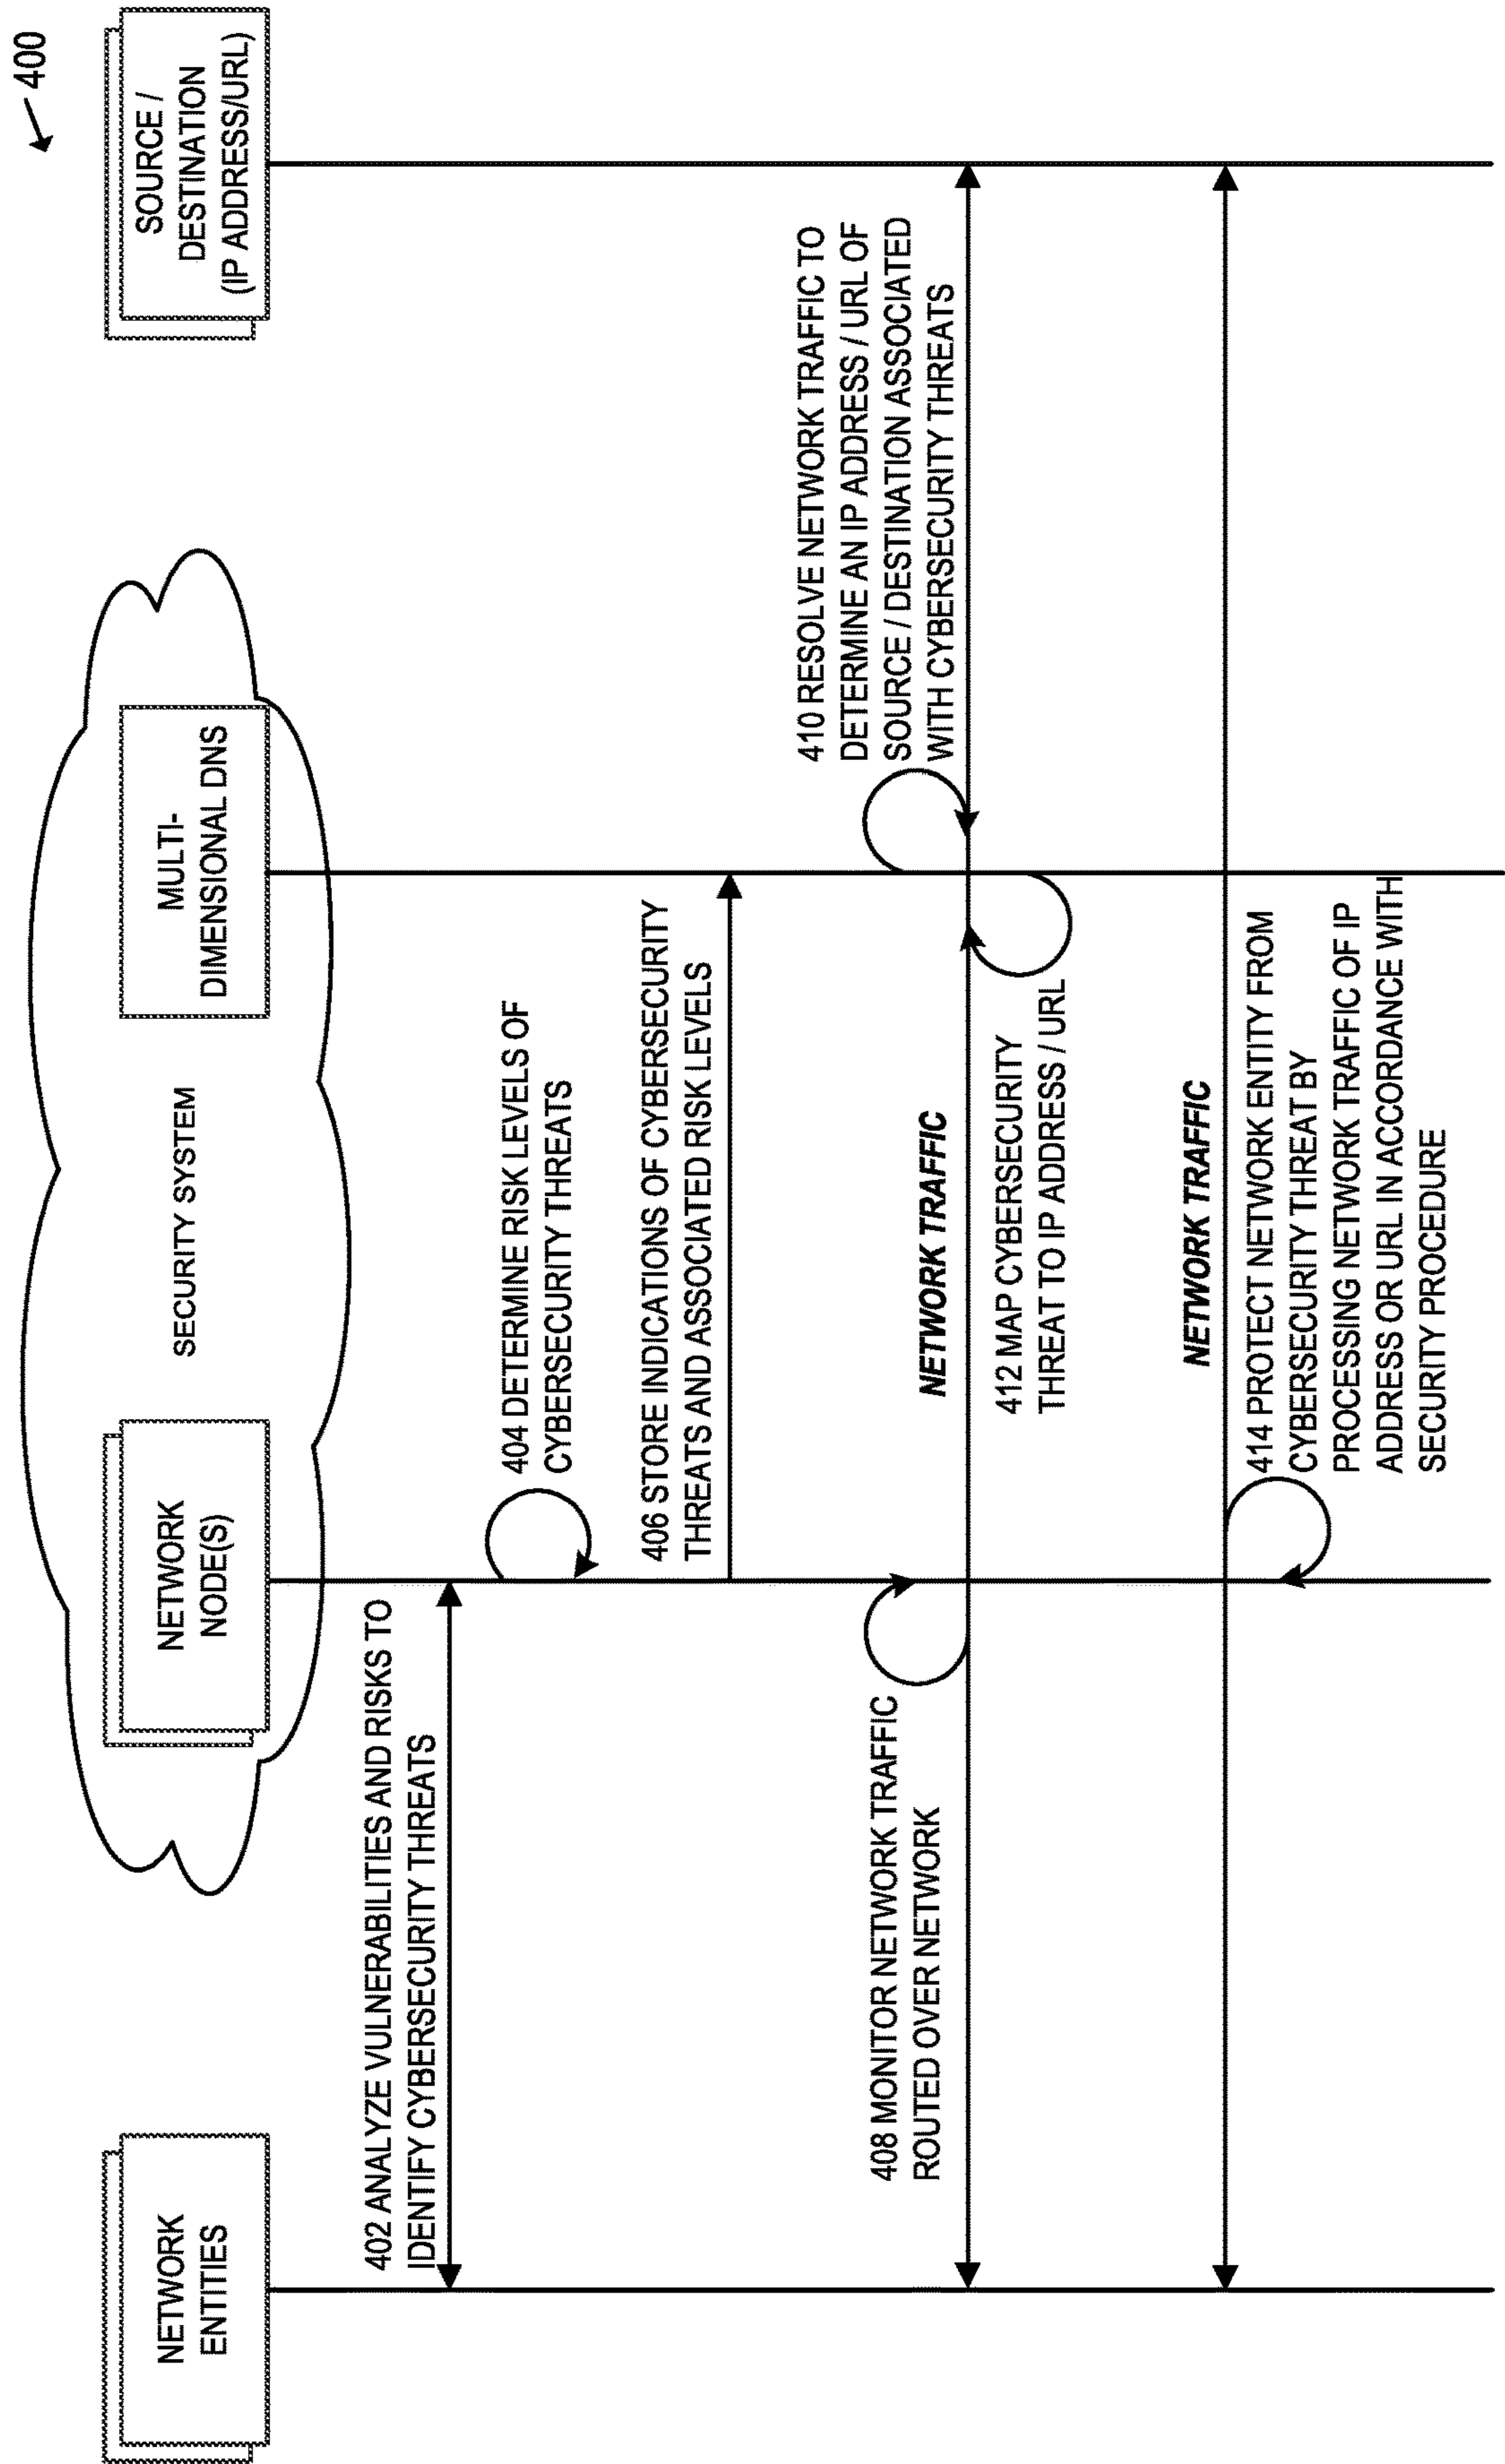 400
NETWORK
ENTITIES
NETWORK
NODE(S)
SECURITY SYSTEM
MULTI-
DIMENSIONAL DNS
SOURCE /
DESTINATION
(IP ADDRESS/URL)
402 ANALYZE VULNERABILITIES AND RISKS TO
IDENTIFY CYBERSECURITY THREATS
404 DETERMINE RISK LEVELS OF
CYBERSECURITY THREATS
406 STORE INDICATIONS OF CYBERSECURITY
THREATS AND ASSOCIATED RISK LEVELS
408 MONITOR NETWORK TRAFFIC
ROUTED OVER NETWORK
NETWORK TRAFFIC
410 RESOLVE NETWORK TRAFFIC TO
DETERMINE AN IP ADDRESS / URL OF
SOURCE / DESTINATION ASSOCIATED
WITH CYBERSECURITY THREATS
412 MAP CYBERSECURITY
THREAT TO IP ADDRESS / URL
NETWORK TRAFFIC
414 PROTECT NETWORK ENTITY FROM
CYBERSECURITY THREAT BY
PROCESSING NETWORK TRAFFIC OF IP
ADDRESS OR URL IN ACCORDANCE WITH
SECURITY PROCEDURE